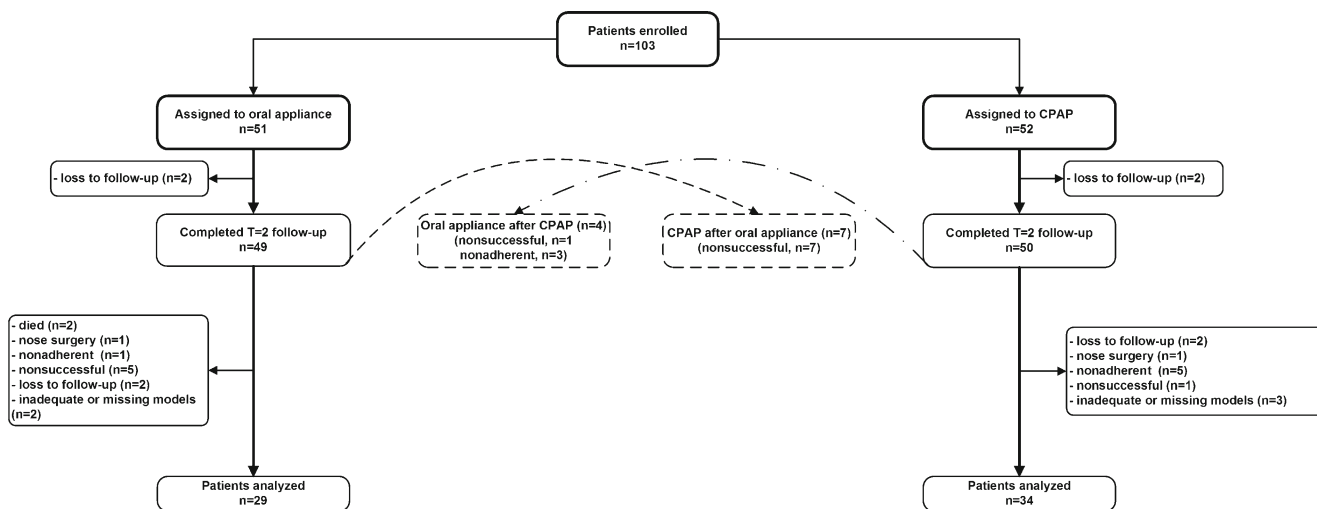 Patients enrolled
n=103
Assigned to oral appliance
n=51
Assigned to CPAP
n=52
- loss to follow-up (n=2)
- loss to follow-up (n=2)
Completed T=2 follow-up
n=49
Oral appliance after CPAP (n=4)
(nonsuccessful, n=1
nonadherent, n=3)
CPAP after oral appliance (n=7)
(nonsuccessful, n=7)
Completed T=2 follow-up
n=50
- died (n=2)
- nose surgery (n=1)
- nonadherent (n=1)
- nonsuccessful (n=5)
- loss to follow-up (n=2)
- inadequate or missing models
(n=2)
- loss to follow-up (n=2)
- nose surgery (n=1)
- nonadherent (n=5)
- nonsuccessful (n=1)
- inadequate or missing models (n=3)
Patients analyzed
n=29
Patients analyzed
n=34